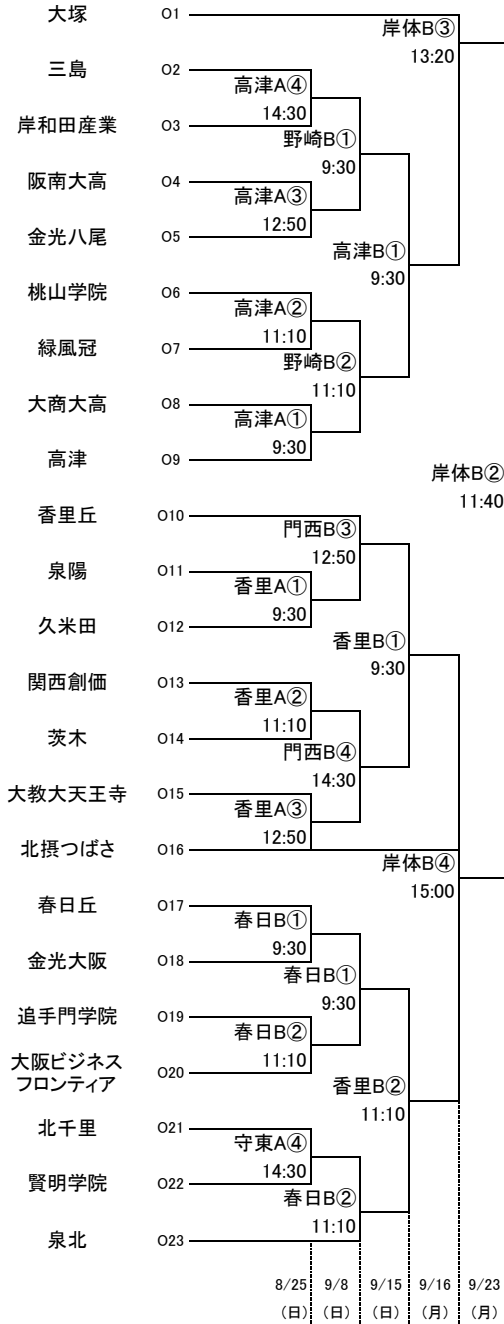 大塚 O1
岸体B③
13:20
三島 O2
高津A④
14:30
岸和田産業 O3
野崎B①
9:30
阪南大高 O4
高津A③
12:50
金光八尾 O5
高津B①
9:30
桃山学院 O6
高津A②
11:10
緑風冠 O7
野崎B②
11:10
大商大高 O8
高津A①
9:30
高津 O9
岸体B②
11:40
香里丘 O10
門西B③
12:50
泉陽 O11
香里A①
9:30
久米田 O12
香里B①
9:30
関西創価 O13
香里A②
11:10
茨木 O14
門西B④
14:30
大教大天王寺 O15
香里A③
12:50
北摂つばさ O16
岸体B④
15:00
春日丘 O17
春日B①
9:30
金光大阪 O18
春日B①
9:30
追手門学院 O19
春日B②
11:10
大阪ビジネス
フロンティア O20
香里B②
11:10
北千里 O21
守東A④
14:30
賢明学院 O22
春日B②
11:10
泉北 O23
8/25 9/8 9/15 9/16 9/23
（日） （日） （日） （月） （月）